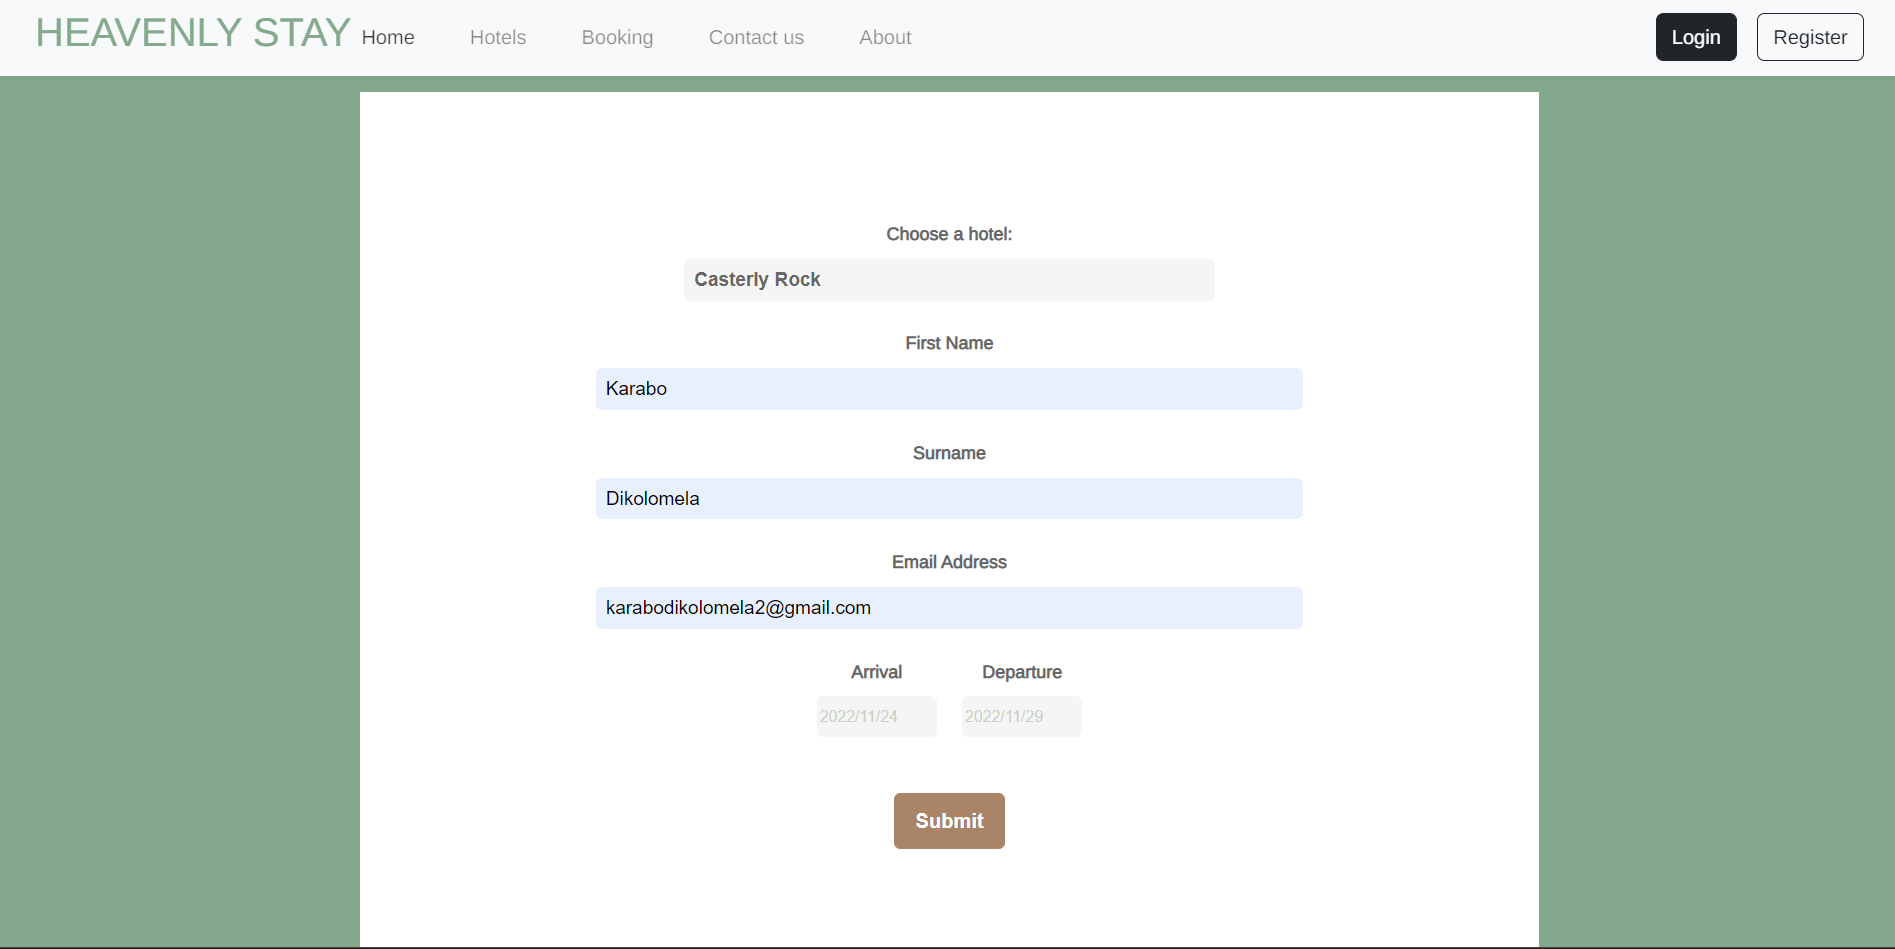 HEAVENLY STAY Home Hotels Booking Contact us About Login Register
Choose a hotel:
Casterly Rock
First Name
Karabo
Surname
Dikolomela
Email Address
karabodikolomela2@gmail.com
Arrival Departure
2022/11/24 2022/11/29
Submit